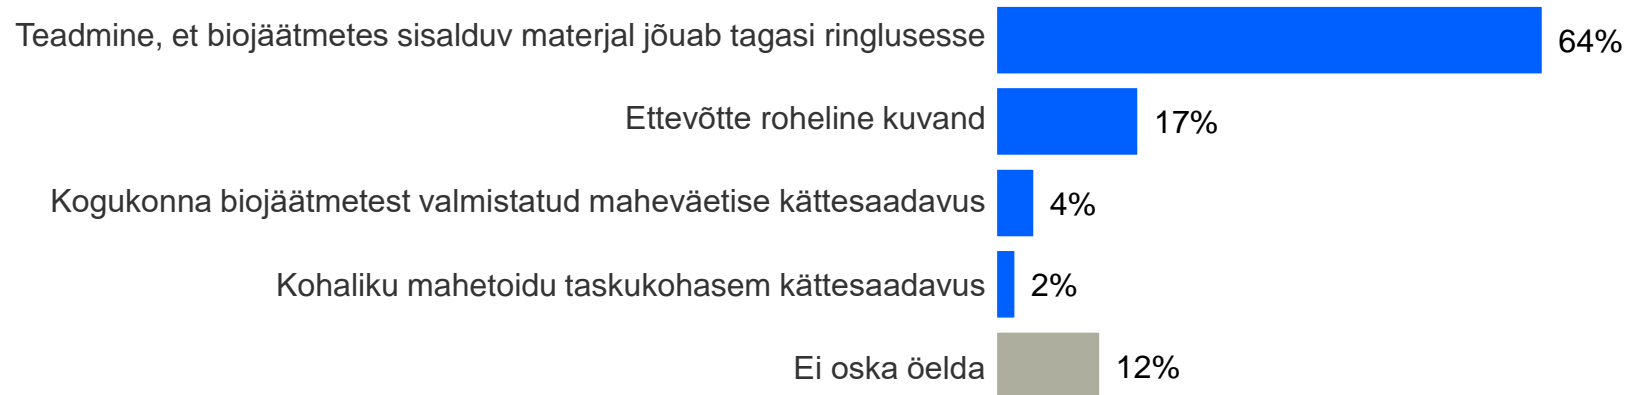 Teadmine, et biojäätmetes sisalduv materjal jõuab tagasi ringlusesse 64%
Ettevõtte roheline kuvand 17%
Kogukonna biojäätmetest valmistatud maheväetise kättesaadavus 4%
Kohaliku mahetoidu taskukohasem kättesaadavus 2%
Ei oska öelda 12%